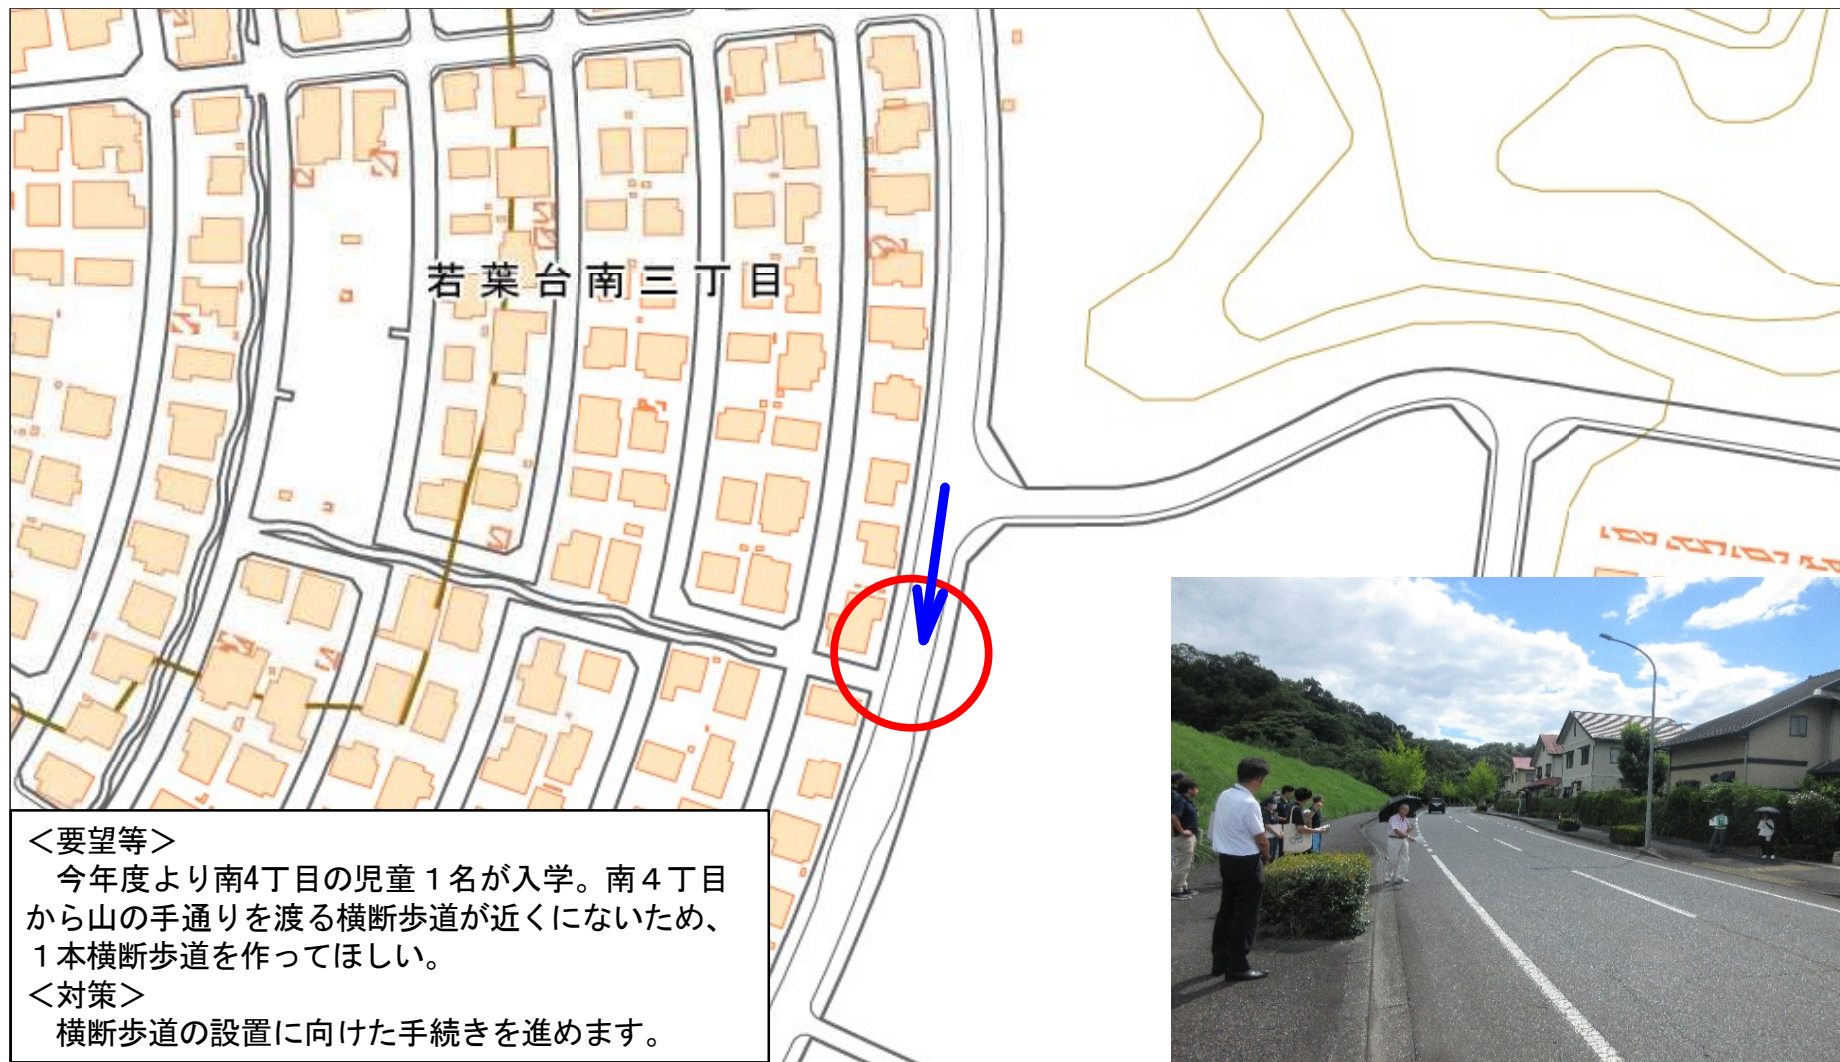 若葉台南三丁目
＜要望等＞
　今年度より南4丁目の児童１名が入学。南４丁目
から山の手通りを渡る横断歩道が近くにないため、
１本横断歩道を作ってほしい。
＜対策＞
　横断歩道の設置に向けた手続きを進めます。